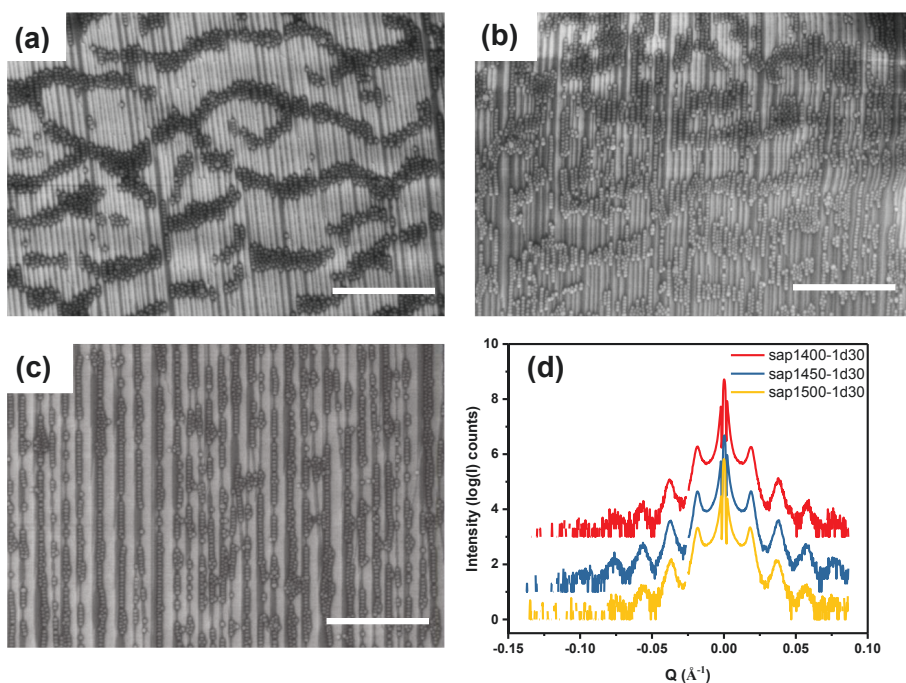 (a)
(b)
(c)
(d)
10
8
6
4
2
0
Intensity (log(I) counts)
sap1400-1d30
sap1450-1d30
sap1500-1d30
-0.15
-0.10
-0.05
0.00
0.05
0.10
Q (Å⁻¹)